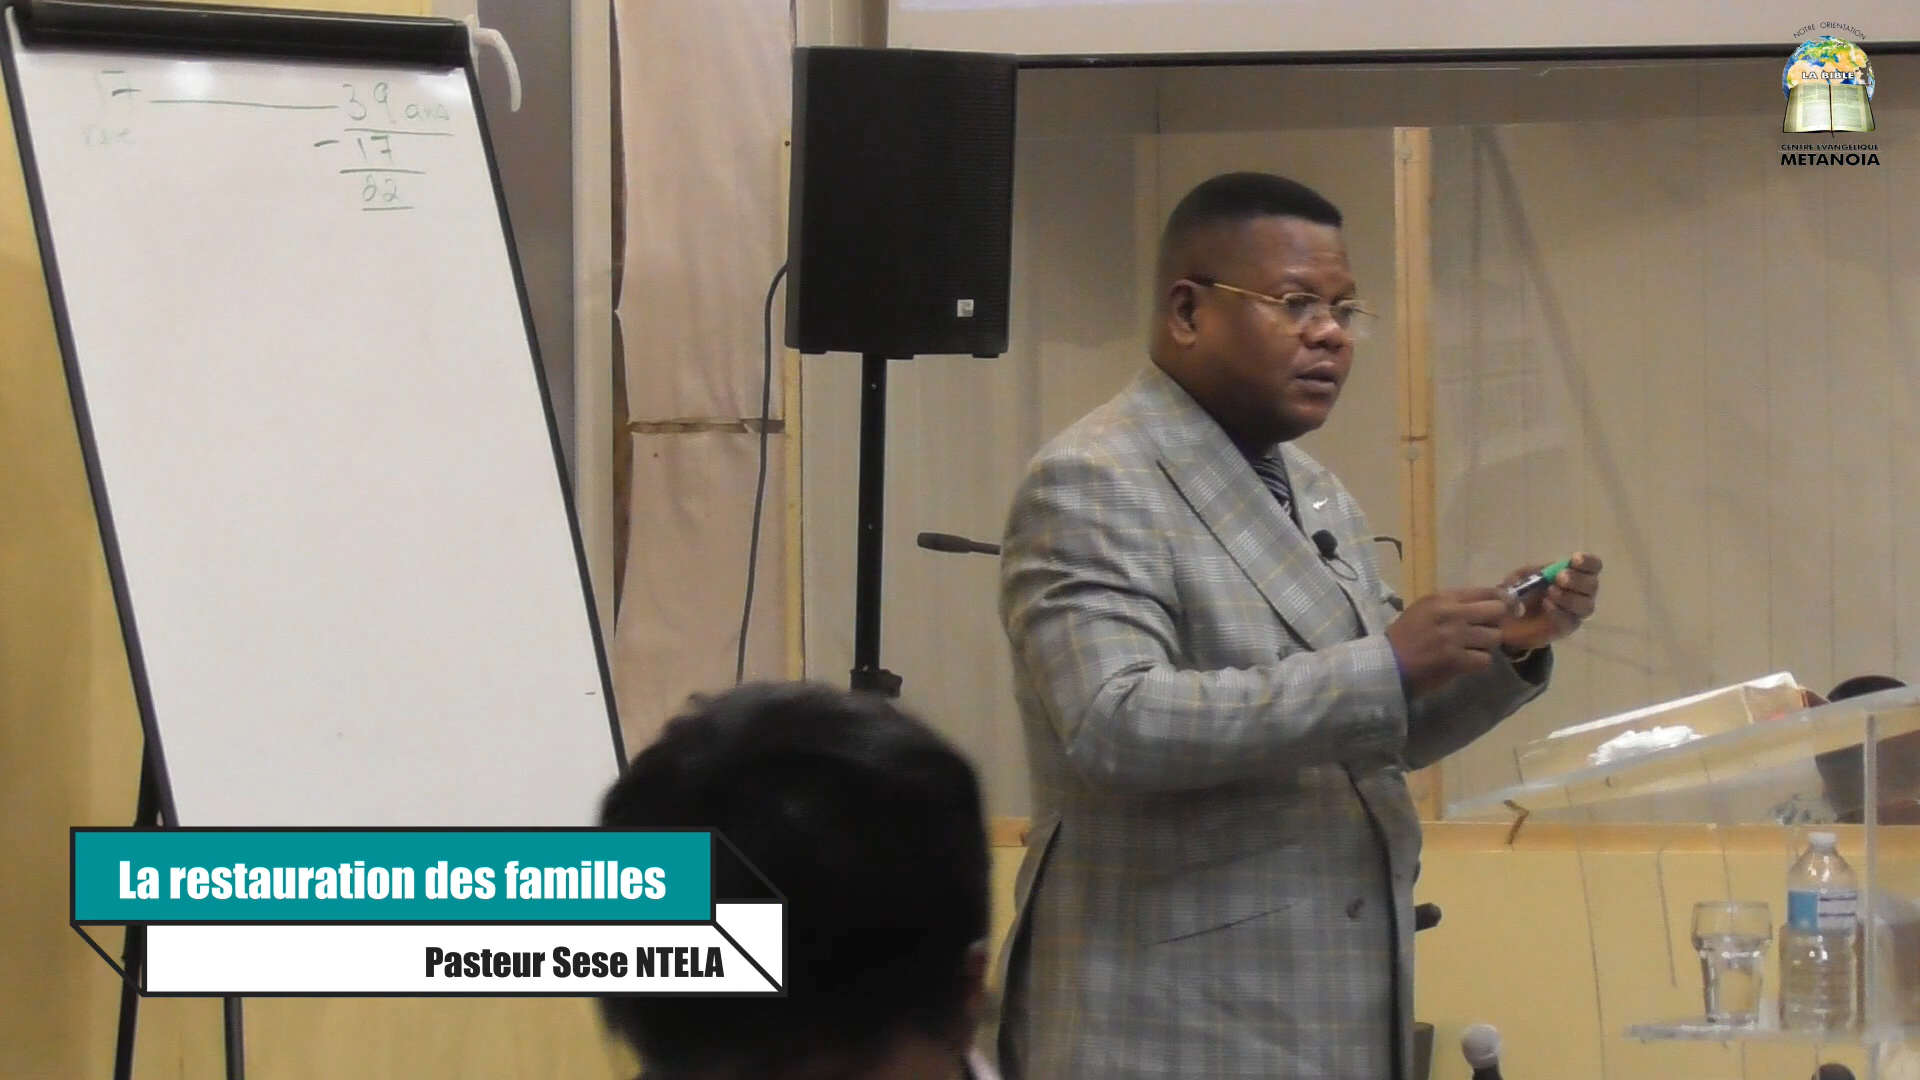 17 39 ans
rêve
- 17
22
NOTRE ORIENTATION
LA BIBLE
CENTRE EVANGELIQUE
METANOIA
La restauration des familles
Pasteur Sese NTELA